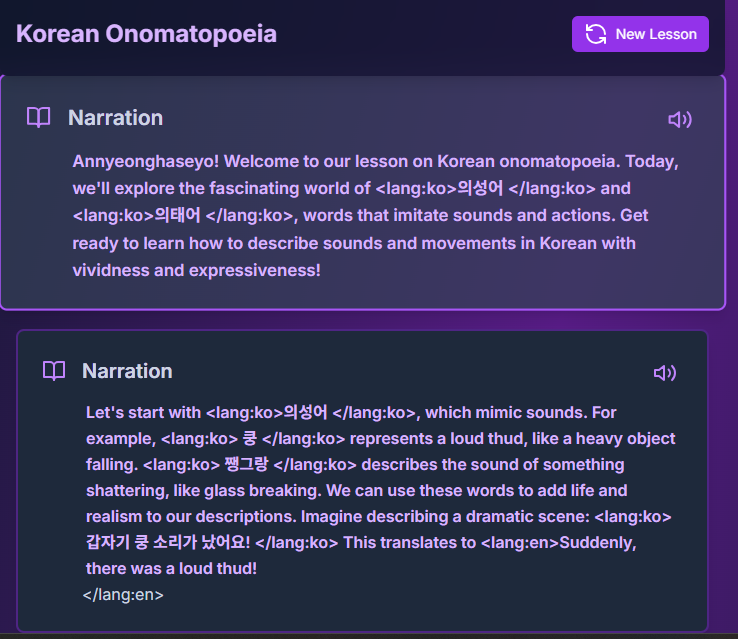 Korean Onomatopoeia
New Lesson
Narration
Annyeonghaseyo! Welcome to our lesson on Korean onomatopoeia. Today,
we'll explore the fascinating world of <lang:ko>의성어 </lang:ko> and
<lang:ko>의태어 </lang:ko>, words that imitate sounds and actions. Get
ready to learn how to describe sounds and movements in Korean with
vividness and expressiveness!
Narration
Let's start with <lang:ko>의성어 </lang:ko>, which mimic sounds. For
example, <lang:ko> 쿵 </lang:ko> represents a loud thud, like a heavy object
falling. <lang:ko> 쨍그랑 </lang:ko> describes the sound of something
shattering, like glass breaking. We can use these words to add life and
realism to our descriptions. Imagine describing a dramatic scene: <lang:ko>
갑자기 쿵 소리가 났어요! </lang:ko> This translates to <lang:en>Suddenly,
there was a loud thud!
</lang:en>